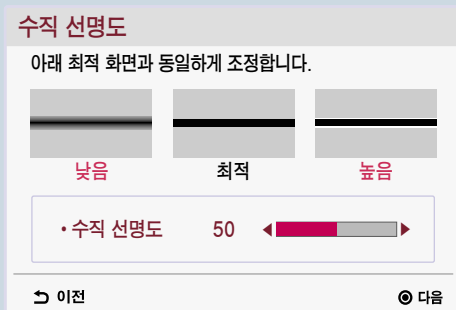 수직 선명도
아래 최적 화면과 동일하게 조정합니다.
낮음 최적 높음
• 수직 선명도 50
이전 다음